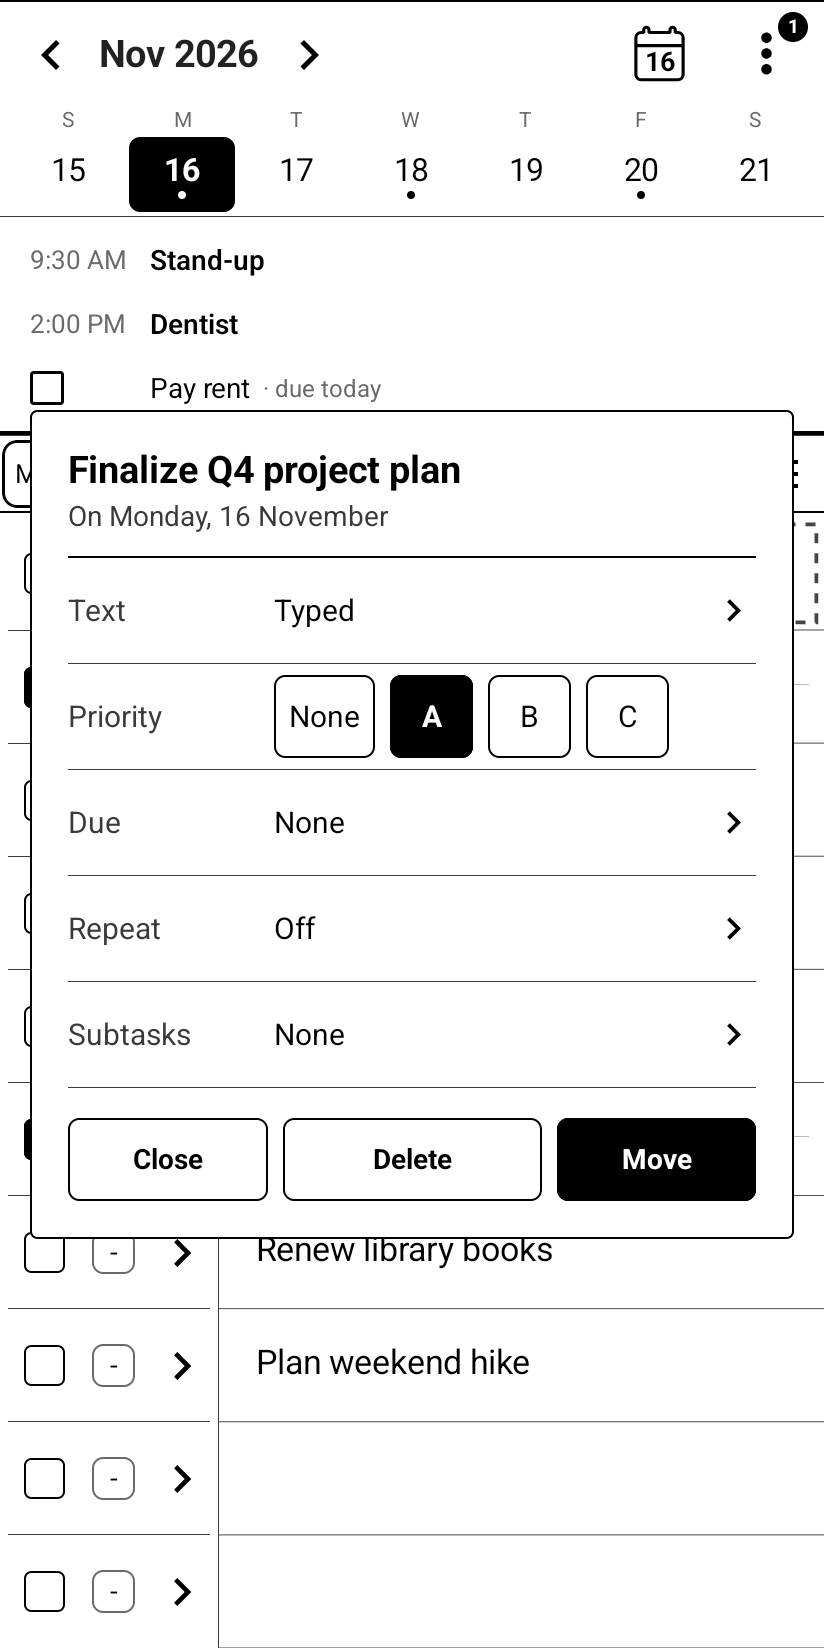 Nov 2026 16 1
S M T W T F S
15 16 17 18 19 20 21
9:30 AM Stand-up
2:00 PM Dentist
Pay rent · due today
Finalize Q4 project plan
On Monday, 16 November
Text Typed
Priority None A B C
Due None
Repeat Off
Subtasks None
Close Delete Move
- Renew library books
- Plan weekend hike
-
-